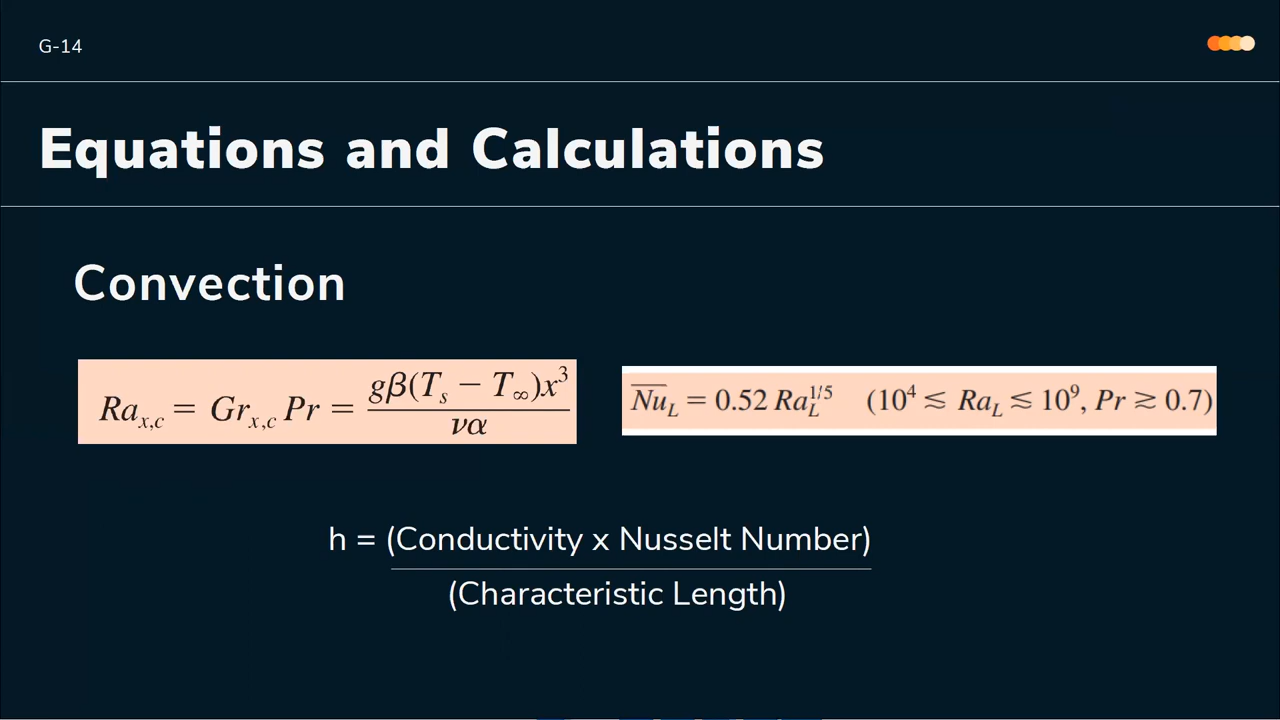 G-14
Equations and Calculations
Convection
Ra_{x,c} = Gr_{x,c} Pr = \frac{gβ(T_s − T_∞)x^3}{να}
\overline{Nu}_L = 0.52 Ra_L^{1/5} (10^4 ≲ Ra_L ≲ 10^9, Pr ≳ 0.7)
h = (Conductivity x Nusselt Number)
(Characteristic Length)